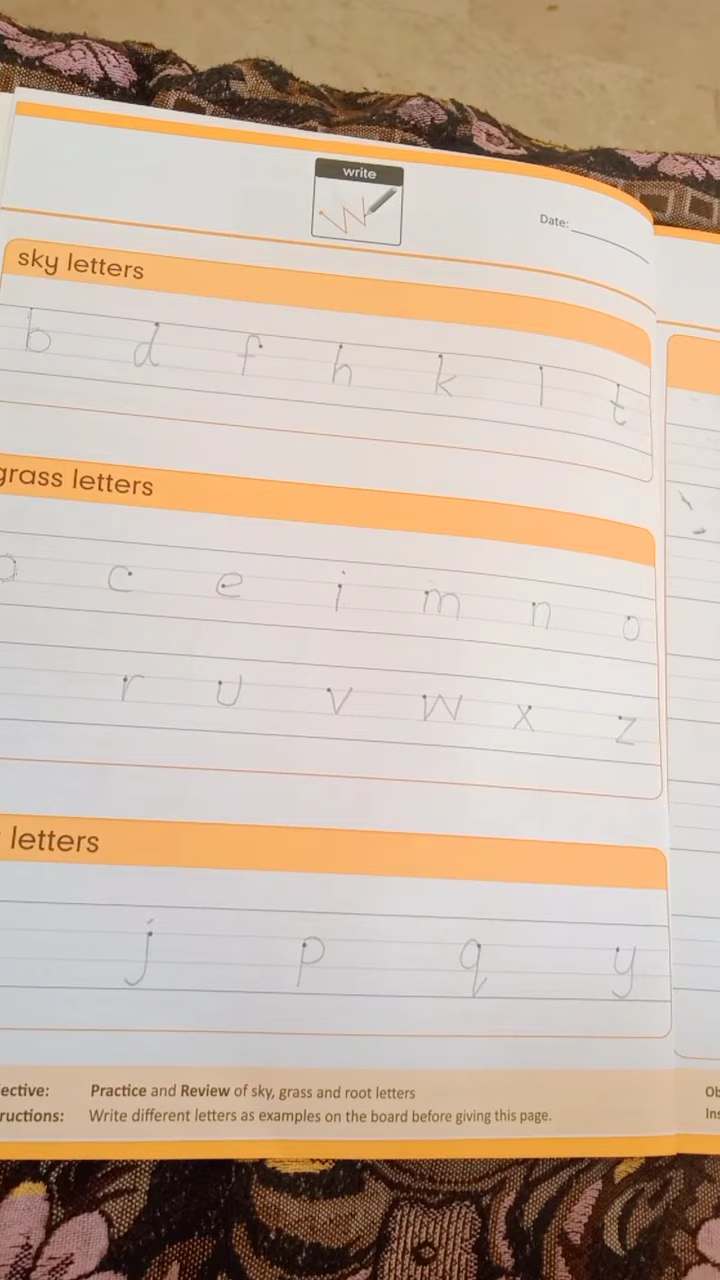 write
Date:
sky letters
b d f h k l t
grass letters
c e i m n o
r u v w x z
letters
j p q y
Practice and Review of sky, grass and root letters
Write different letters as examples on the board before giving this page.